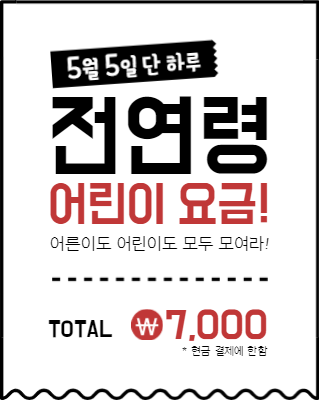 5월 5일 단 하루
전연령
어린이 요금!
어른이도 어린이도 모두 모여라!
TOTAL ₩7,000
* 현금 결제에 한함